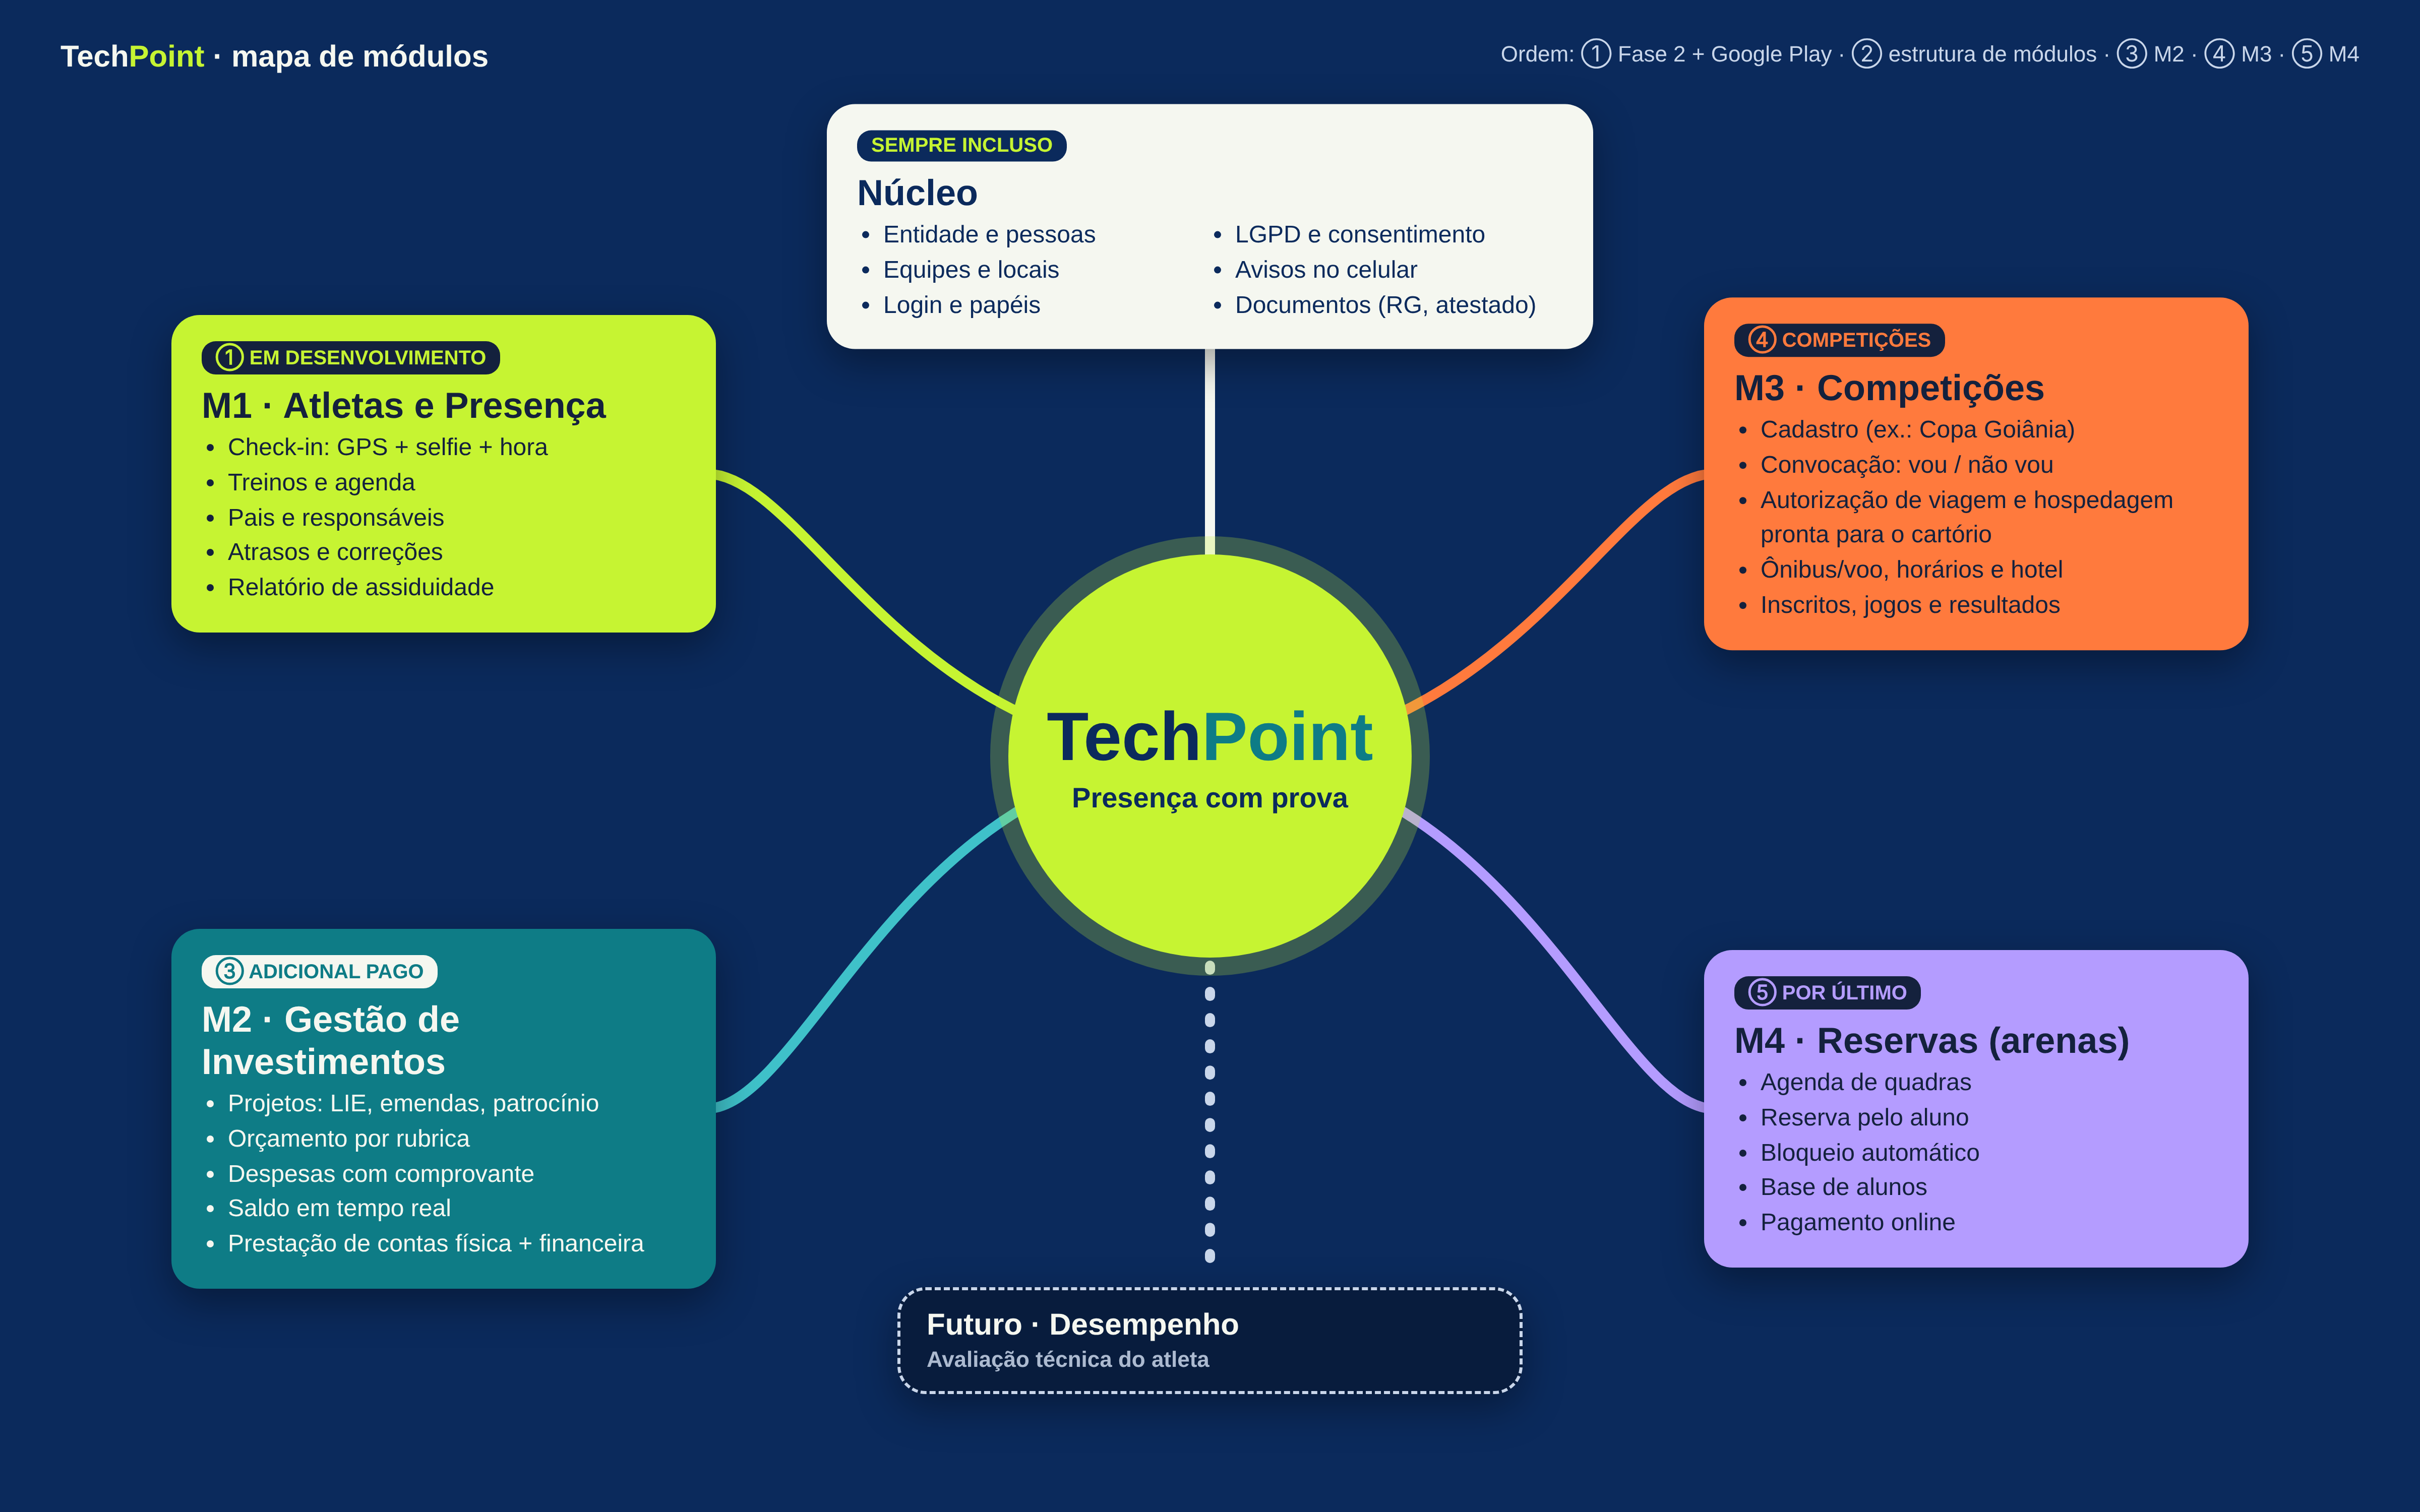 TechPoint · mapa de módulos
Ordem: ① Fase 2 + Google Play · ② estrutura de módulos · ③ M2 · ④ M3 · ⑤ M4
SEMPRE INCLUSO
Núcleo
• Entidade e pessoas
• Equipes e locais
• Login e papéis
• LGPD e consentimento
• Avisos no celular
• Documentos (RG, atestado)
① EM DESENVOLVIMENTO
M1 · Atletas e Presença
• Check-in: GPS + selfie + hora
• Treinos e agenda
• Pais e responsáveis
• Atrasos e correções
• Relatório de assiduidade
④ COMPETIÇÕES
M3 · Competições
• Cadastro (ex.: Copa Goiânia)
• Convocação: vou / não vou
• Autorização de viagem e hospedagem
pronta para o cartório
• Ônibus/voo, horários e hotel
• Inscritos, jogos e resultados
TechPoint
Presença com prova
③ ADICIONAL PAGO
M2 · Gestão de
Investimentos
• Projetos: LIE, emendas, patrocínio
• Orçamento por rubrica
• Despesas com comprovante
• Saldo em tempo real
• Prestação de contas física + financeira
⑤ POR ÚLTIMO
M4 · Reservas (arenas)
• Agenda de quadras
• Reserva pelo aluno
• Bloqueio automático
• Base de alunos
• Pagamento online
Futuro · Desempenho
Avaliação técnica do atleta